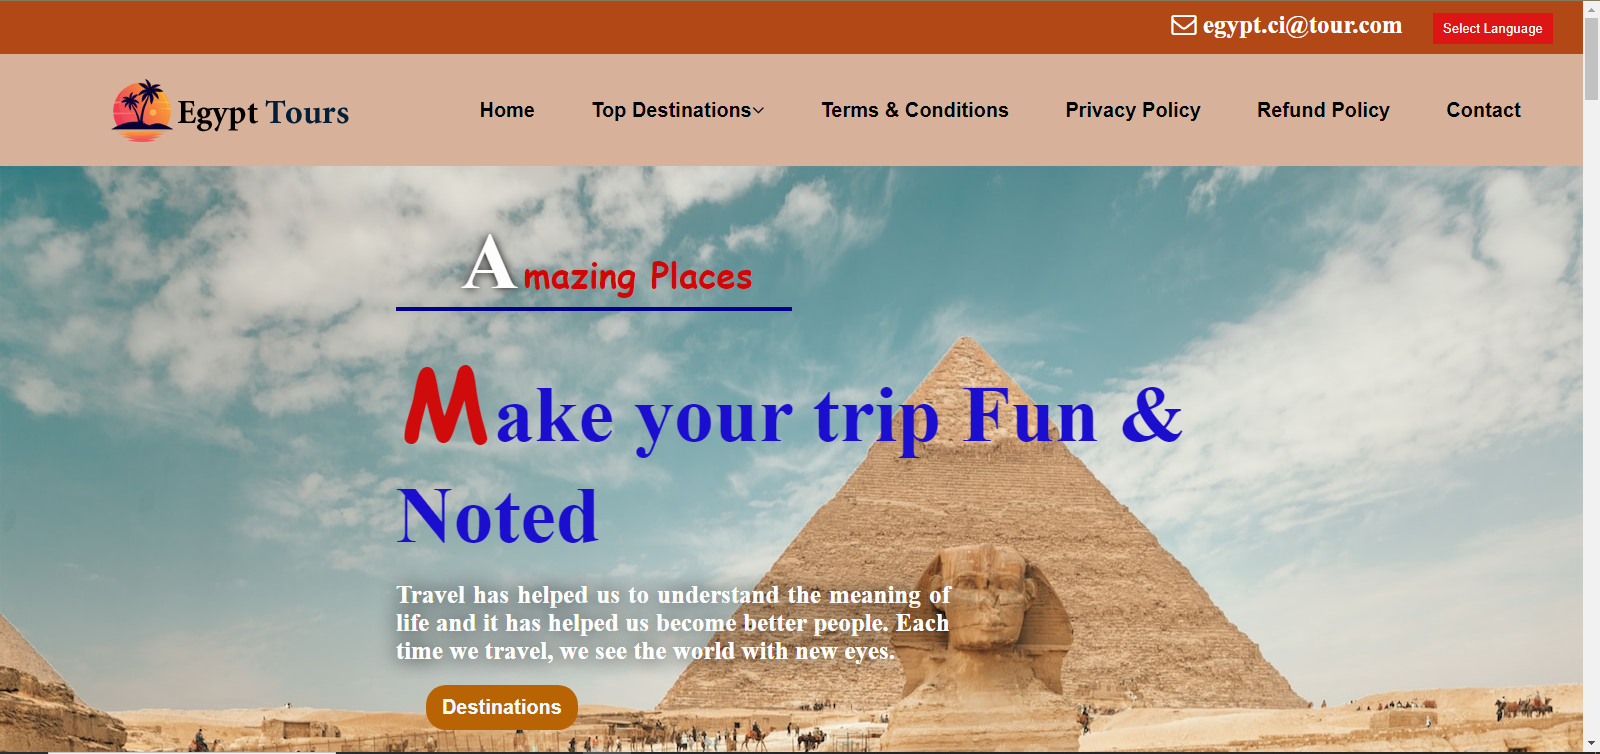 egypt.ci@tour.com Select Language
Egypt Tours Home Top Destinations Terms & Conditions Privacy Policy Refund Policy Contact
Amazing Places
Make your trip Fun &
Noted
Travel has helped us to understand the meaning of
life and it has helped us become better people. Each
time we travel, we see the world with new eyes.
Destinations